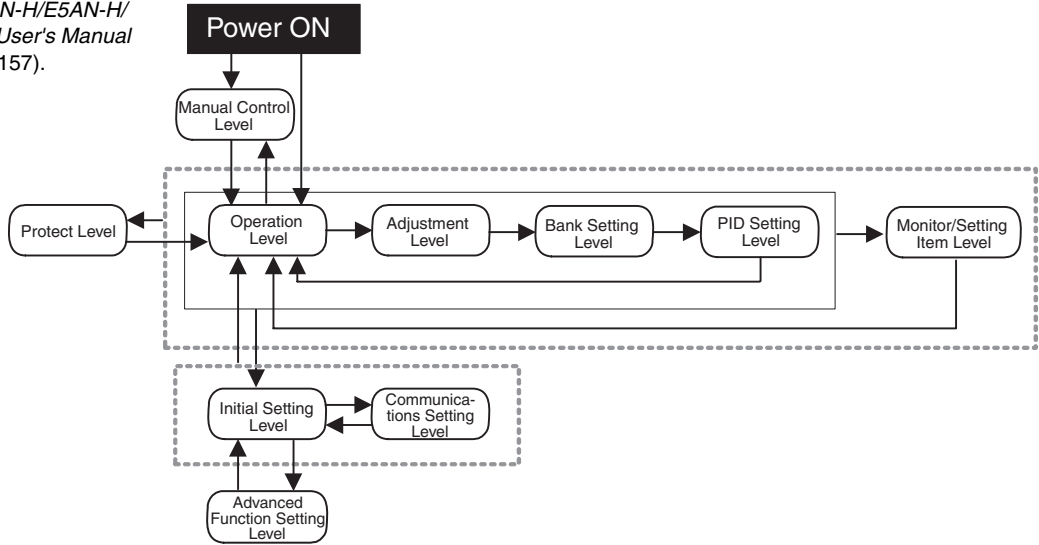 N-H/E5AN-H/
User's Manual
157).
Power ON
Manual Control
Level
Protect Level
Operation
Level
Adjustment
Level
Bank Setting
Level
PID Setting
Level
Monitor/Setting
Item Level
Initial Setting
Level
Communica-
tions Setting
Level
Advanced
Function Setting
Level